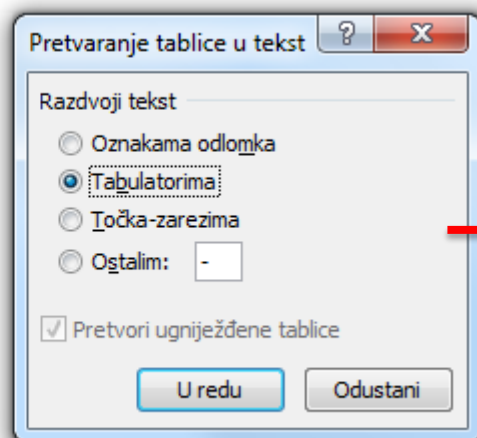 Pretvaranje tablice u tekst ?
Razdvoji tekst
Oznakama odlomka
Tabulatorima
Točka-zarezima
Ostalim: -
Pretvori ugniježđene tablice
U redu Odustani